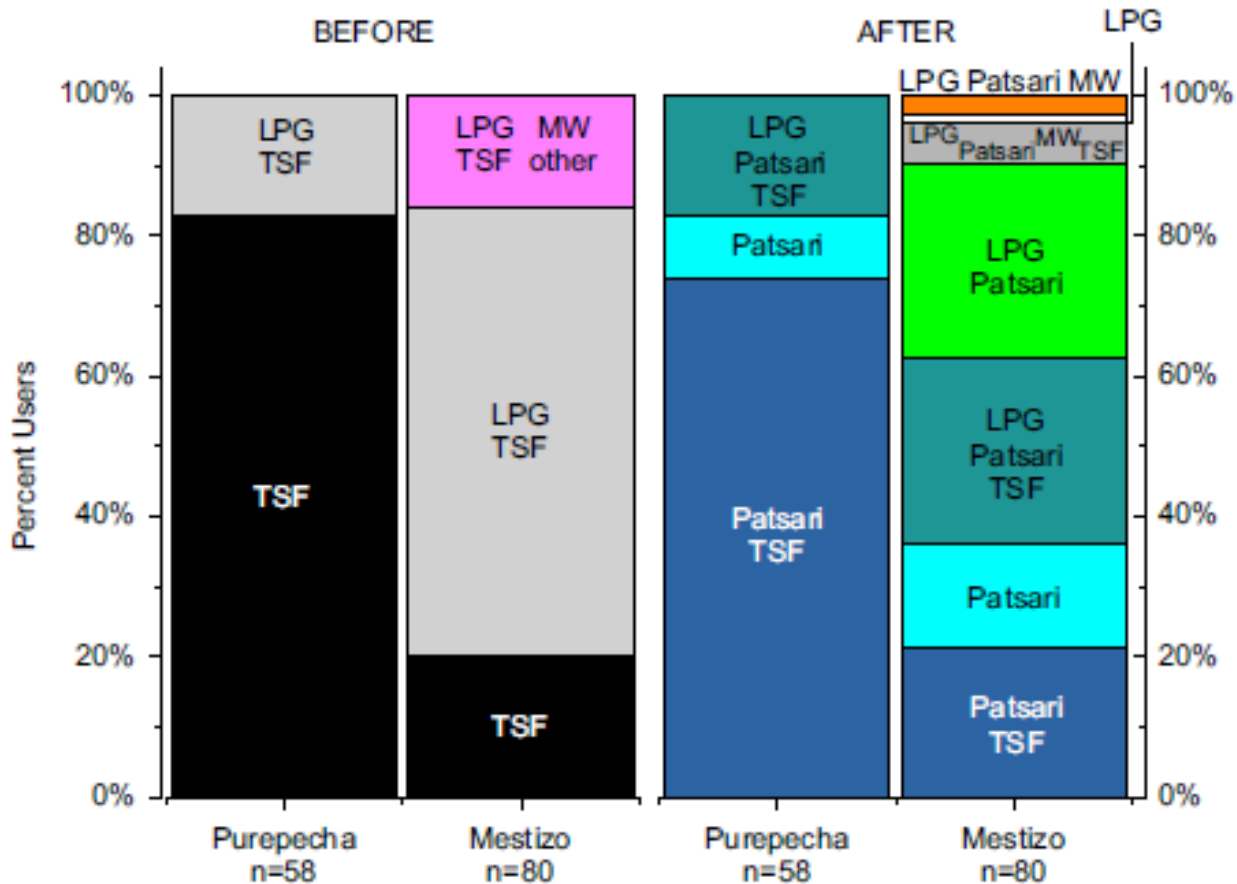 BEFORE
AFTER
LPG
Percent Users
100%
80%
60%
40%
20%
0%
LPG
TSF
TSF
LPG MW
TSF other
LPG
TSF
TSF
LPG
Patsari
TSF
Patsari
Patsari
TSF
LPG Patsari MW
LPG Patsari MW TSF
LPG
Patsari
LPG
Patsari
TSF
Patsari
Patsari
TSF
100%
80%
60%
40%
20%
0%
Purepecha
n=58
Mestizo
n=80
Purepecha
n=58
Mestizo
n=80